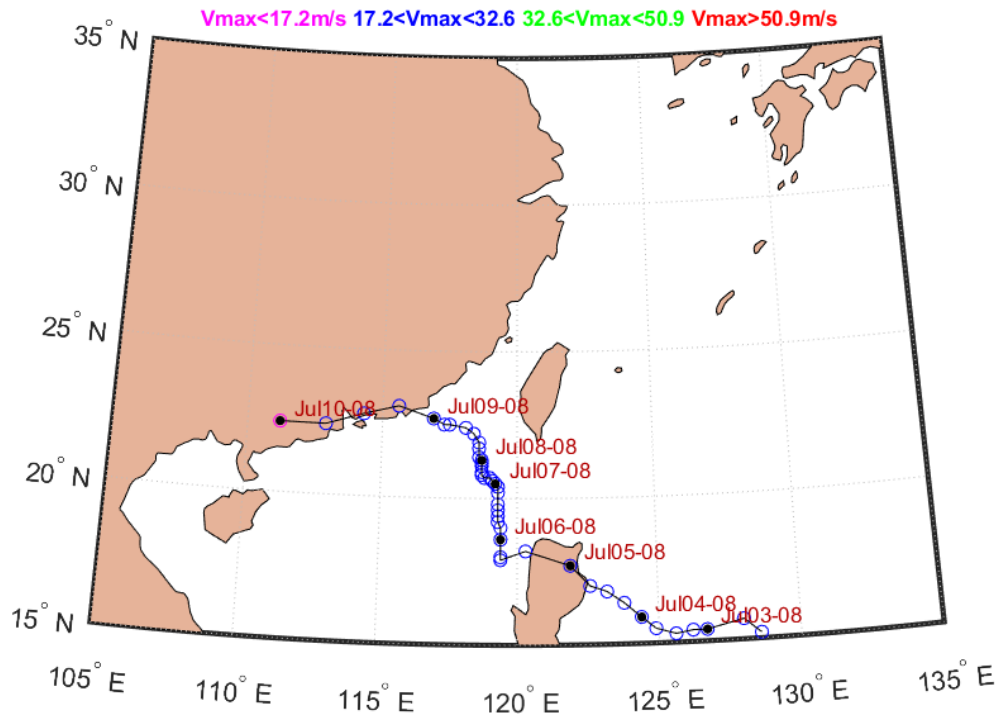 Vmax<17.2m/s 17.2<Vmax<32.6 32.6<Vmax<50.9 Vmax>50.9m/s
35° N
30° N
25° N
20° N
15° N
Jul10-08
Jul09-08
Jul08-08
Jul07-08
Jul06-08
Jul05-08
Jul04-08
Jul03-08
105° E
110° E
115° E
120° E
125° E
130° E
135° E